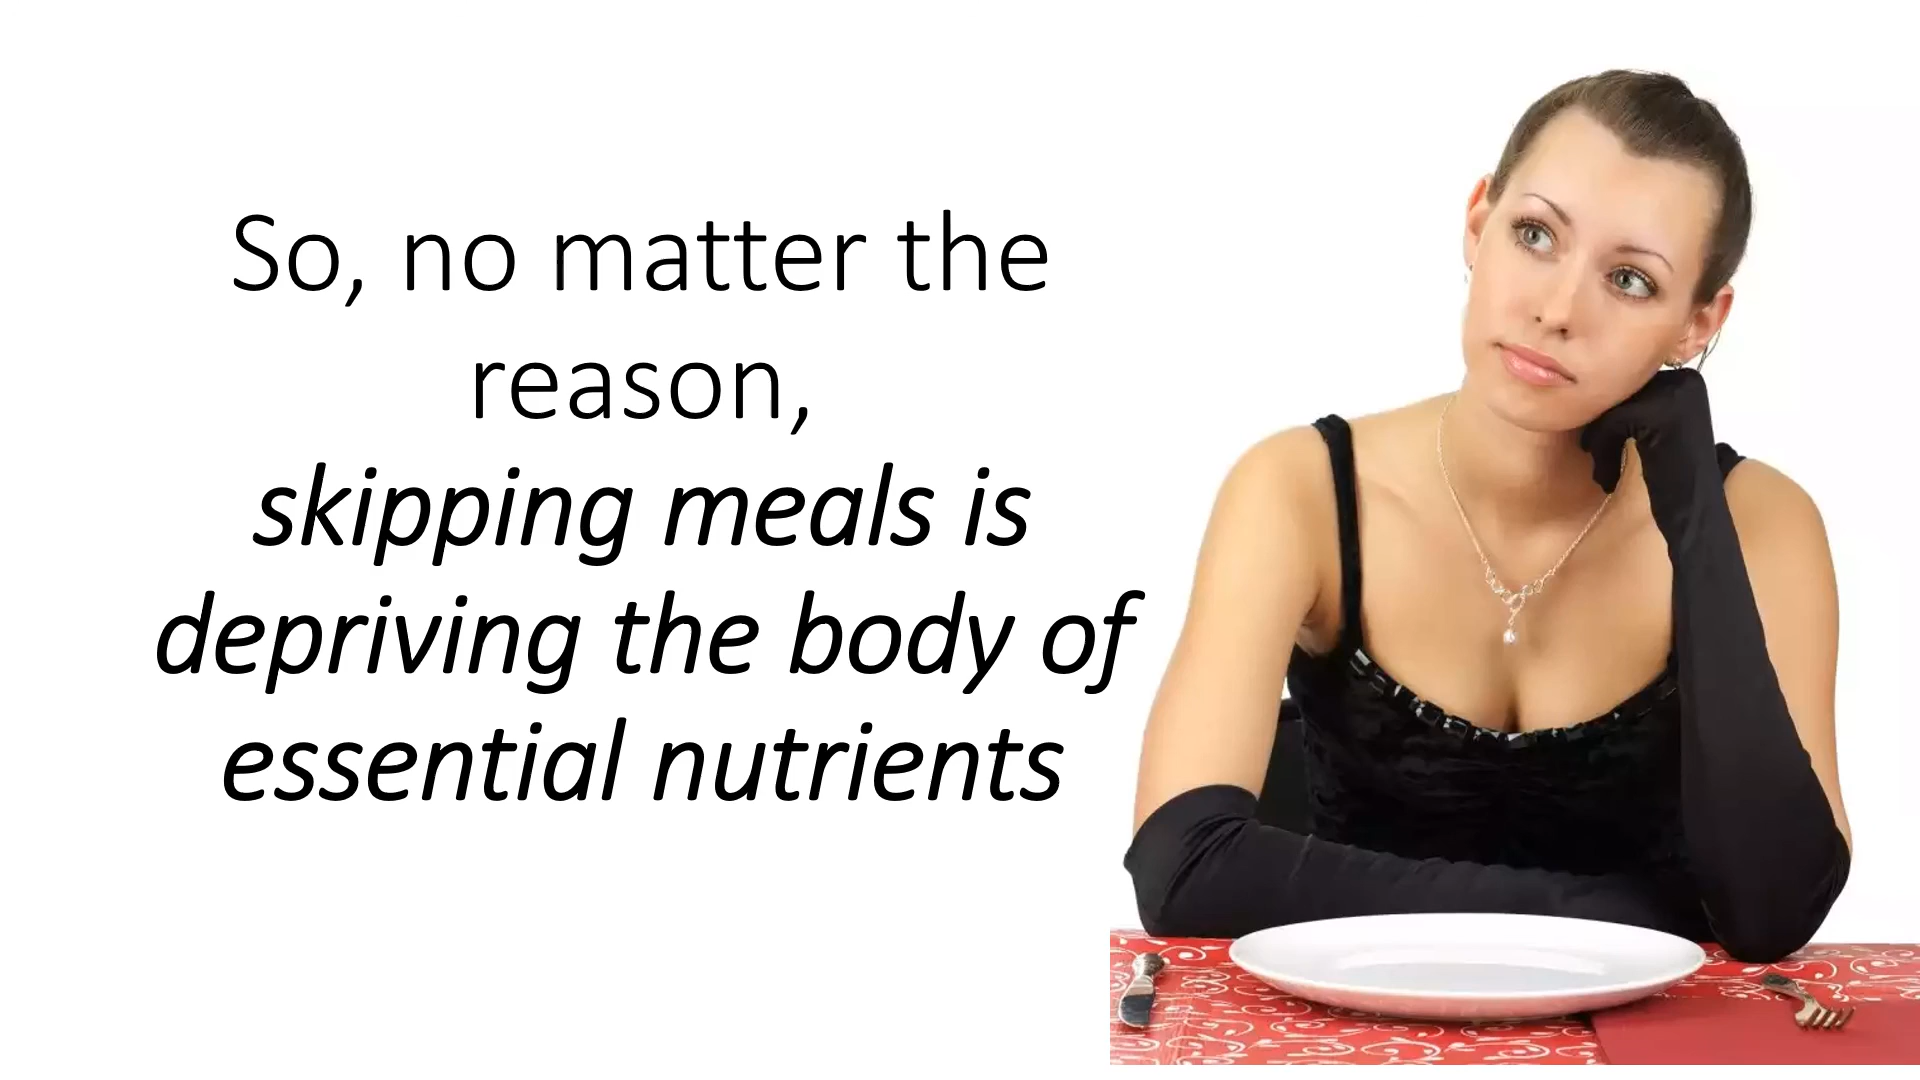 So, no matter the
reason,
skipping meals is
depriving the body of
essential nutrients